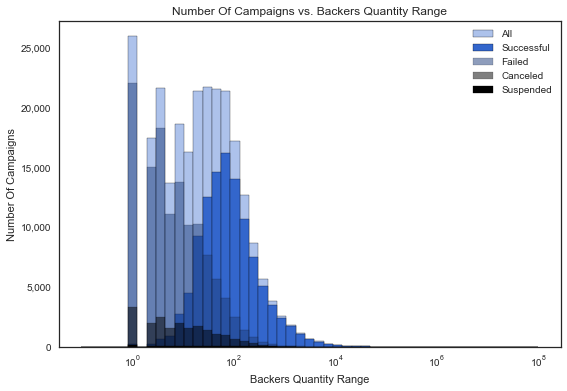 Number Of Campaigns vs. Backers Quantity Range
All
Successful
Failed
Canceled
Suspended
25,000
20,000
15,000
10,000
5,000
0
Number Of Campaigns
10⁰
10²
10⁴
10⁶
10⁸
Backers Quantity Range